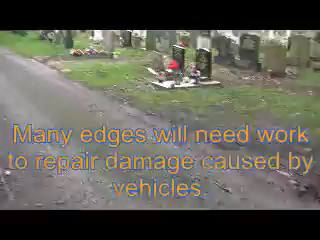 Many edges will need work
to repair damage caused by
vehicles.